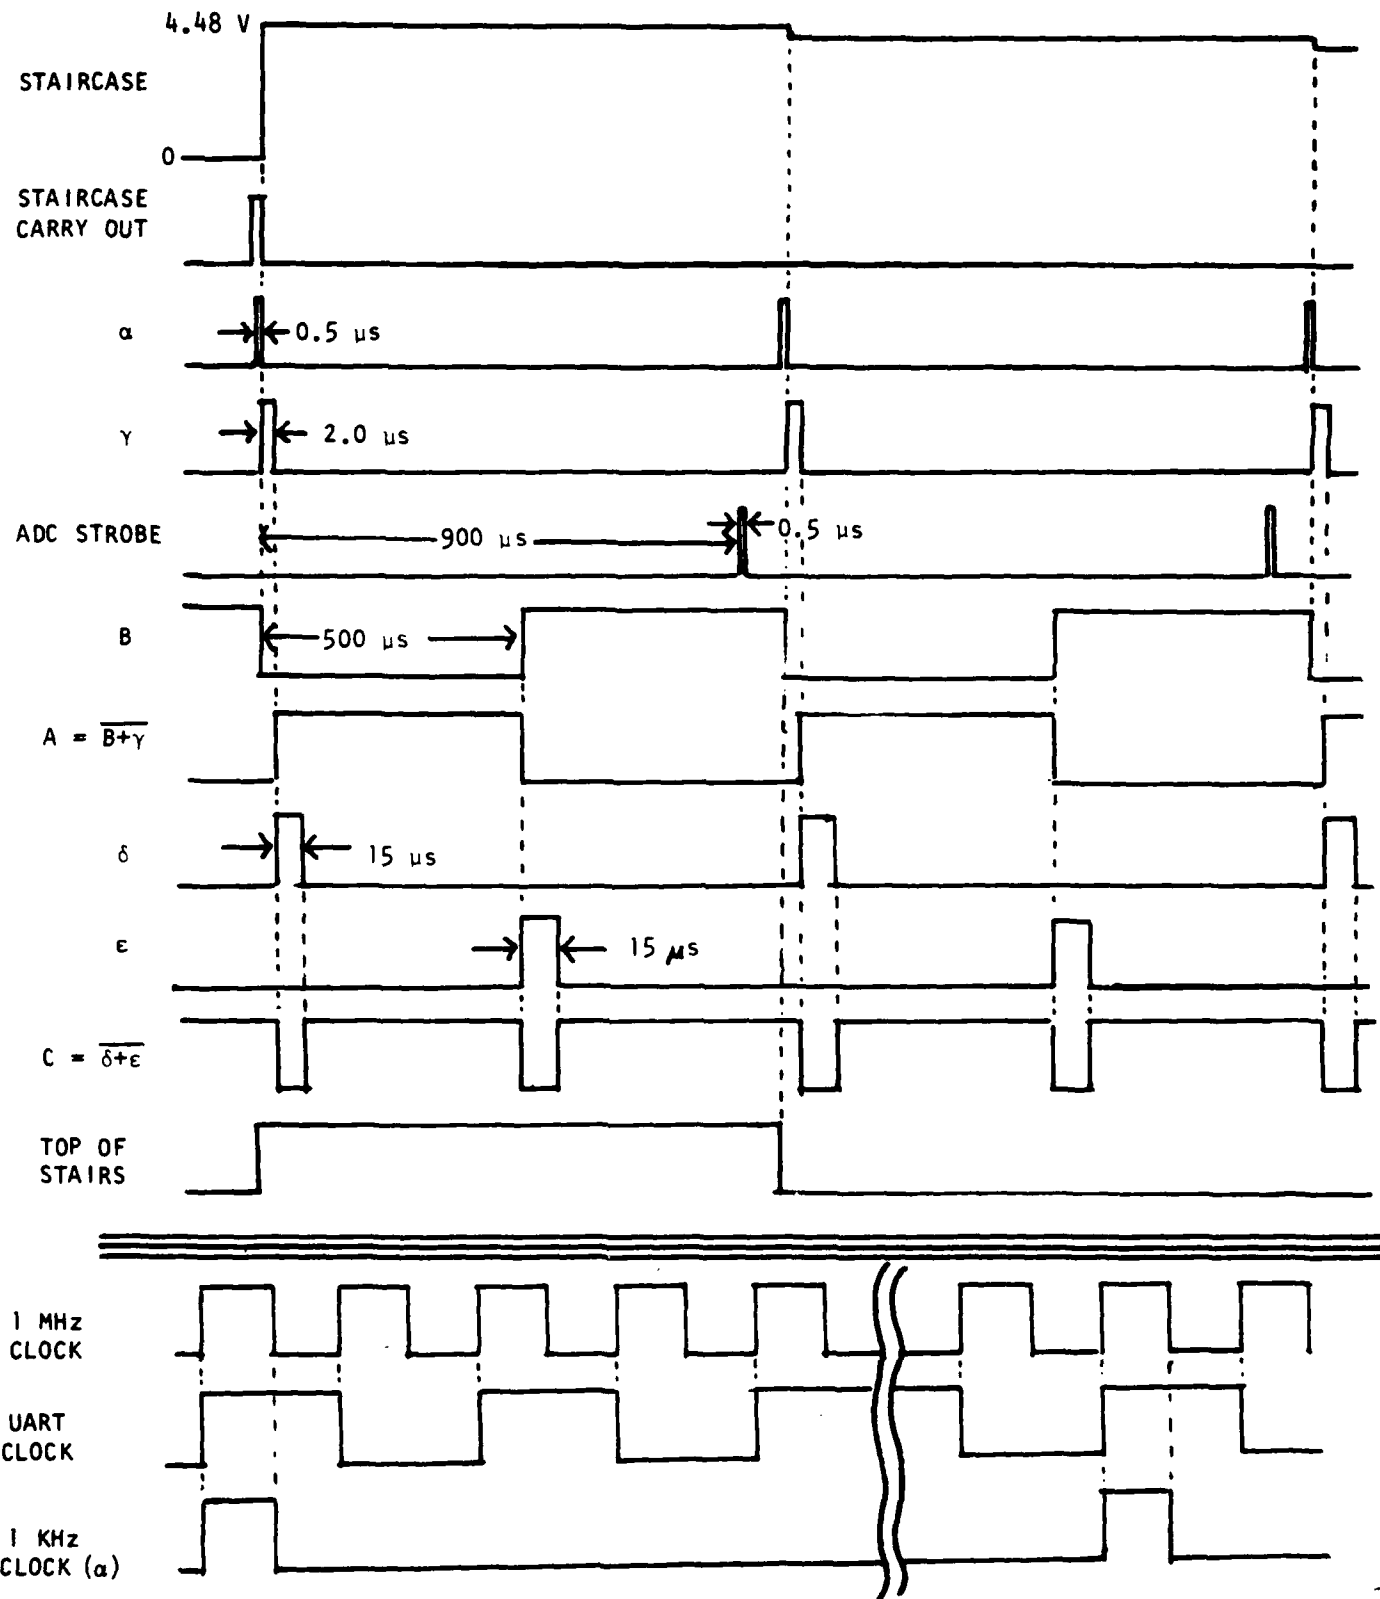 4.48 V
STAIRCASE
0
STAIRCASE
CARRY OUT
α
0.5 μs
γ
2.0 μs
ADC STROBE
900 μs
0.5 μs
B
500 μs
A = B+γ
δ
15 μs
ε
15 μs
C = δ+ε
TOP OF
STAIRS
1 MHz
CLOCK
UART
CLOCK
1 KHz
CLOCK (α)